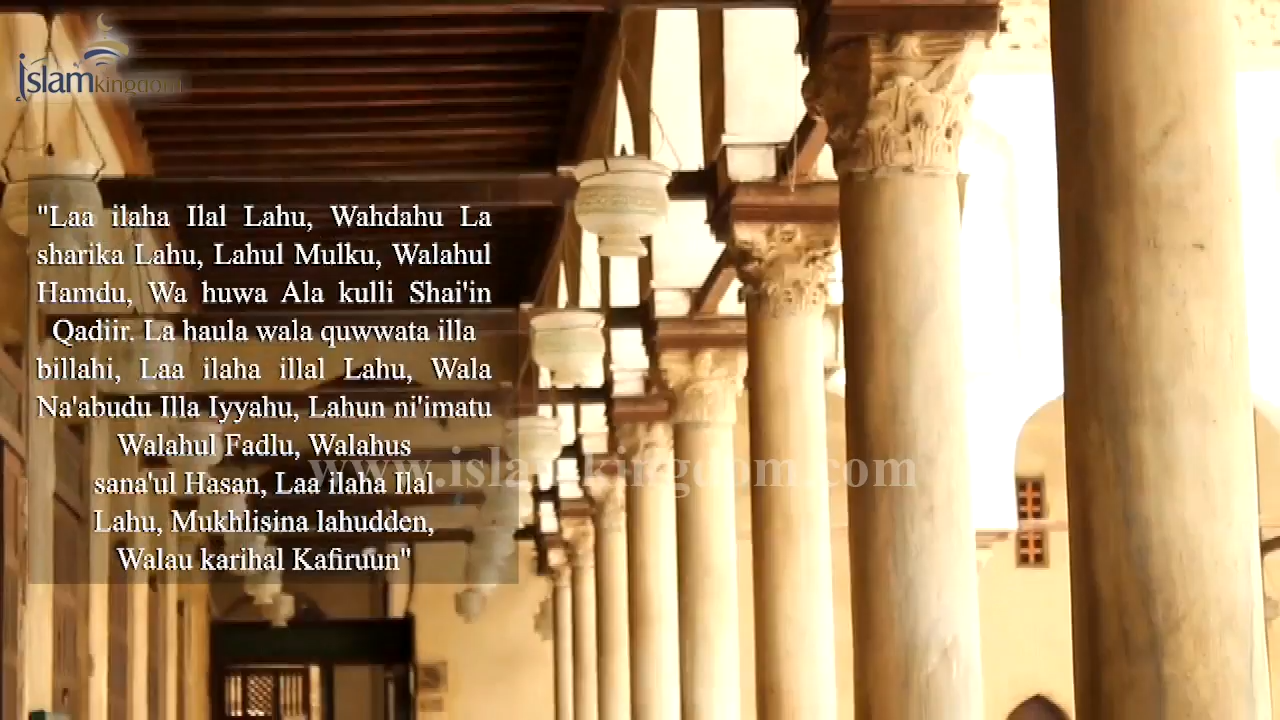 islamkingdom
"Laa ilaha Ilal Lahu, Wahdahu La
sharika Lahu, Lahul Mulku, Walahul
Hamdu, Wa huwa Ala kulli Shai'in
Qadiir. La haula wala quwwata illa
billahi, Laa ilaha illal Lahu, Wala
Na'abudu Illa Iyyahu, Lahun ni'imatu
Walahul Fadlu, Walahus
sana'ul Hasan, Laa ilaha Ilal
Lahu, Mukhlisina lahudden,
Walau karihal Kafiruun"
www.islamkingdom.com